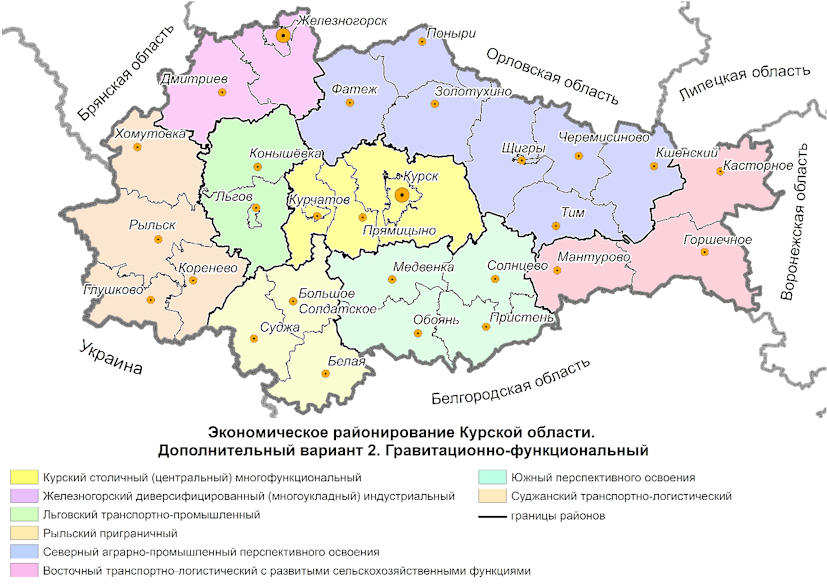 Железногорск
Поныри
Брянская область
Орловская область
Липецкая область
Дмитриев
Фатеж
Золотухино
Хомутовка
Конышёвка
Щигры
Черемисиново
Кшенский
Касторное
Льгов
Курчатов
Курск
Прямицыно
Тим
Воронежская область
Рыльск
Коренево
Глушково
Медвенка
Солнцево
Мантурово
Горшечное
Большое
Солдатское
Суджа
Обоянь
Пристень
Белая
Украина
Белгородская область
Экономическое районирование Курской области.
Дополнительный вариант 2. Гравитационно-функциональный
Курский столичный (центральный) многофункциональный
Железногорский диверсифицированный (многоукладный) индустриальный
Льговский транспортно-промышленный
Рыльский приграничный
Северный аграрно-промышленный перспективного освоения
Восточный транспортно-логистический с развитыми сельскохозяйственными функциями
Южный перспективного освоения
Суджанский транспортно-логистический
границы районов